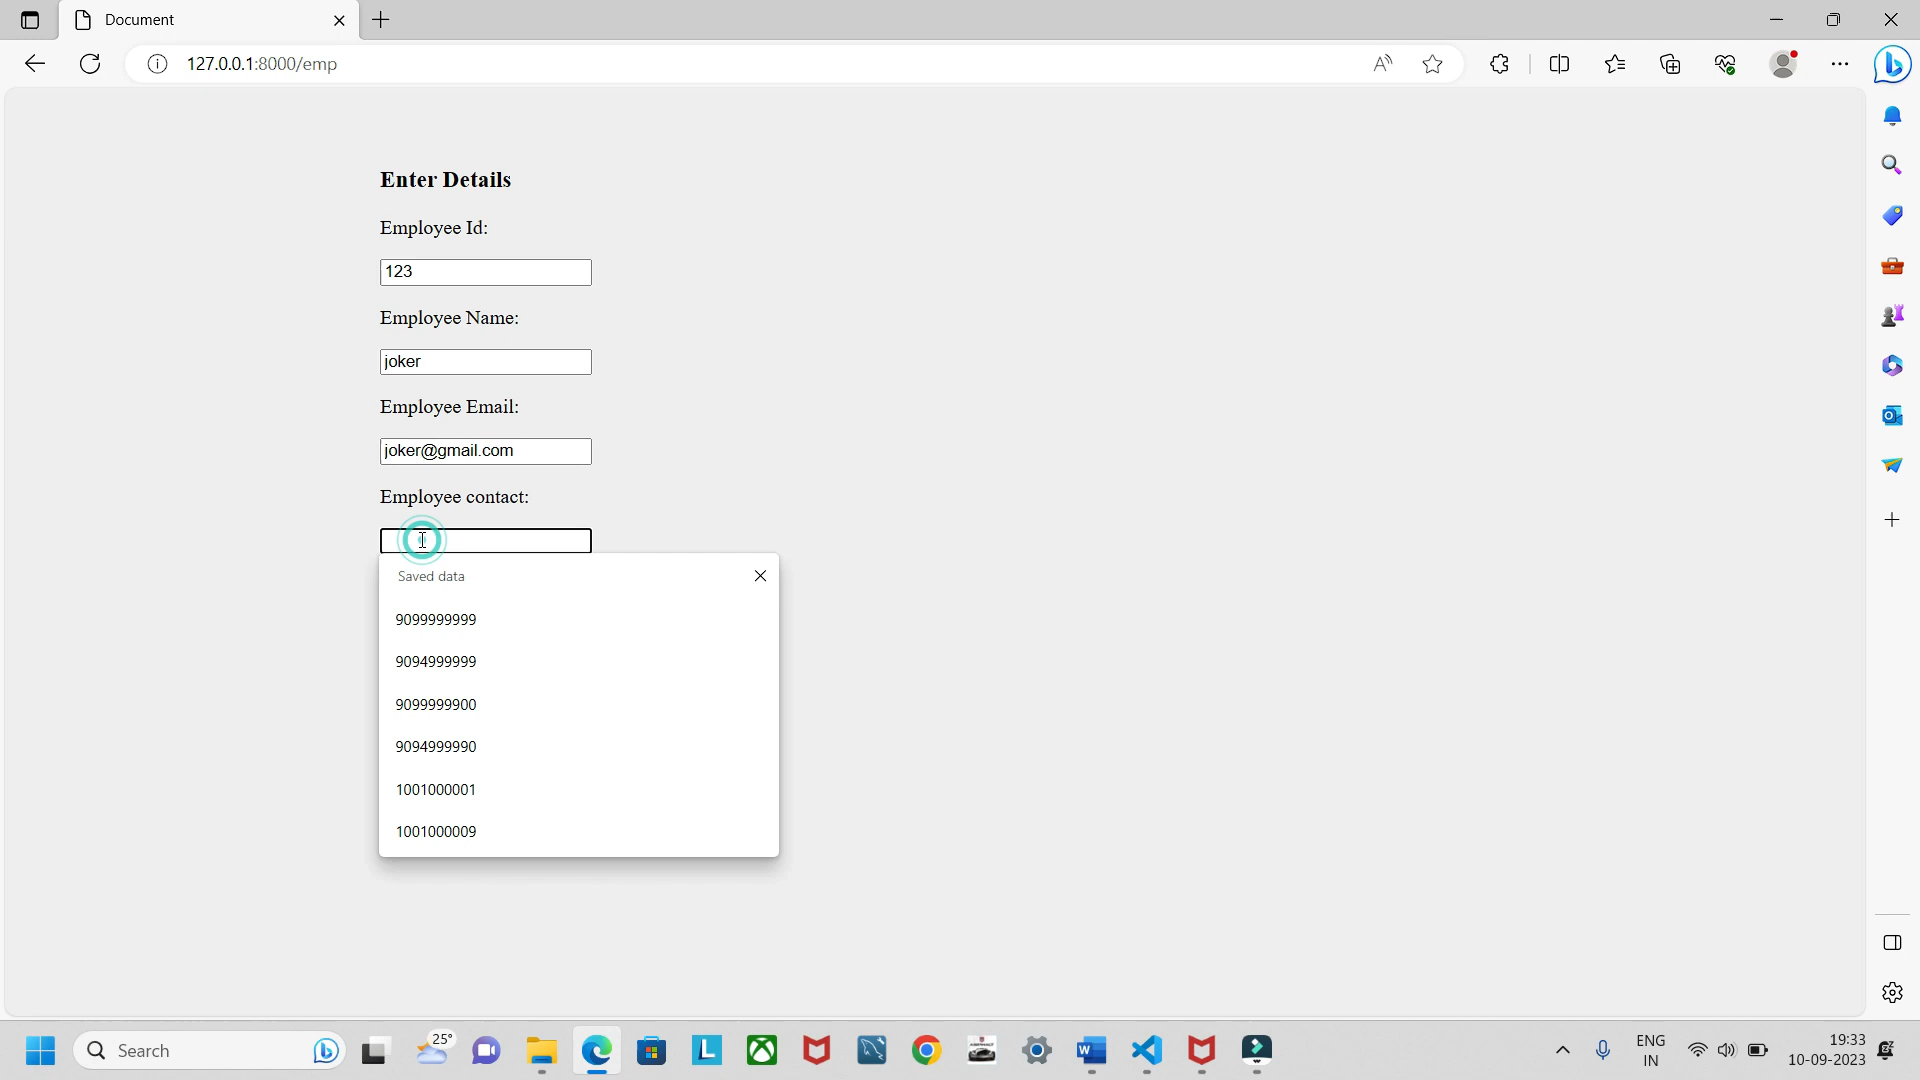 Document
127.0.0.1:8000/emp
Enter Details
Employee Id:
123
Employee Name:
joker
Employee Email:
joker@gmail.com
Employee contact:
Saved data
9099999999
9094999999
9099999900
9094999990
1001000001
1001000009
Search
25°
ENG
IN
19:33
10-09-2023